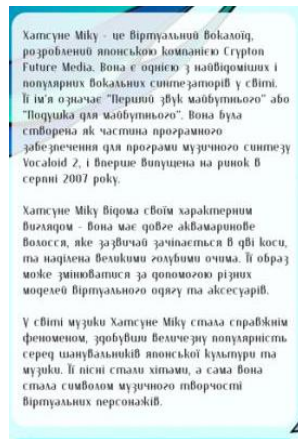 Хатсуне Міку - це віртуальний вокалоїд,
розроблений японською компанією Crypton
Future Media. Вона є однією з найвідоміших і
популярних вокальних синтезаторів у світі.
Її ім'я означає "Перший звук майбутнього" або
"Подушка для майбутнього". Вона була
створена як частина програмного
забезпечення для програми музичного синтезу
Vocaloid 2, і вперше випущена на ринок в
серпні 2007 року.
Хатсуне Міку відома своїм характерним
виглядом - вона має довге аквамаринове
волосся, яке зазвичай зачіпається в дві коси,
та наділена великими голубими очима. Її образ
може змінюватися за допомогою різних
моделей віртуального одягу та аксесуарів.
У світі музики Хатсуне Міку стала справжнім
феноменом, здобувши величезну популярність
серед шанувальників японської культури та
музики. Її пісні стали хітами, а сама вона
стала символом музичного творчості
віртуальних персонажів.